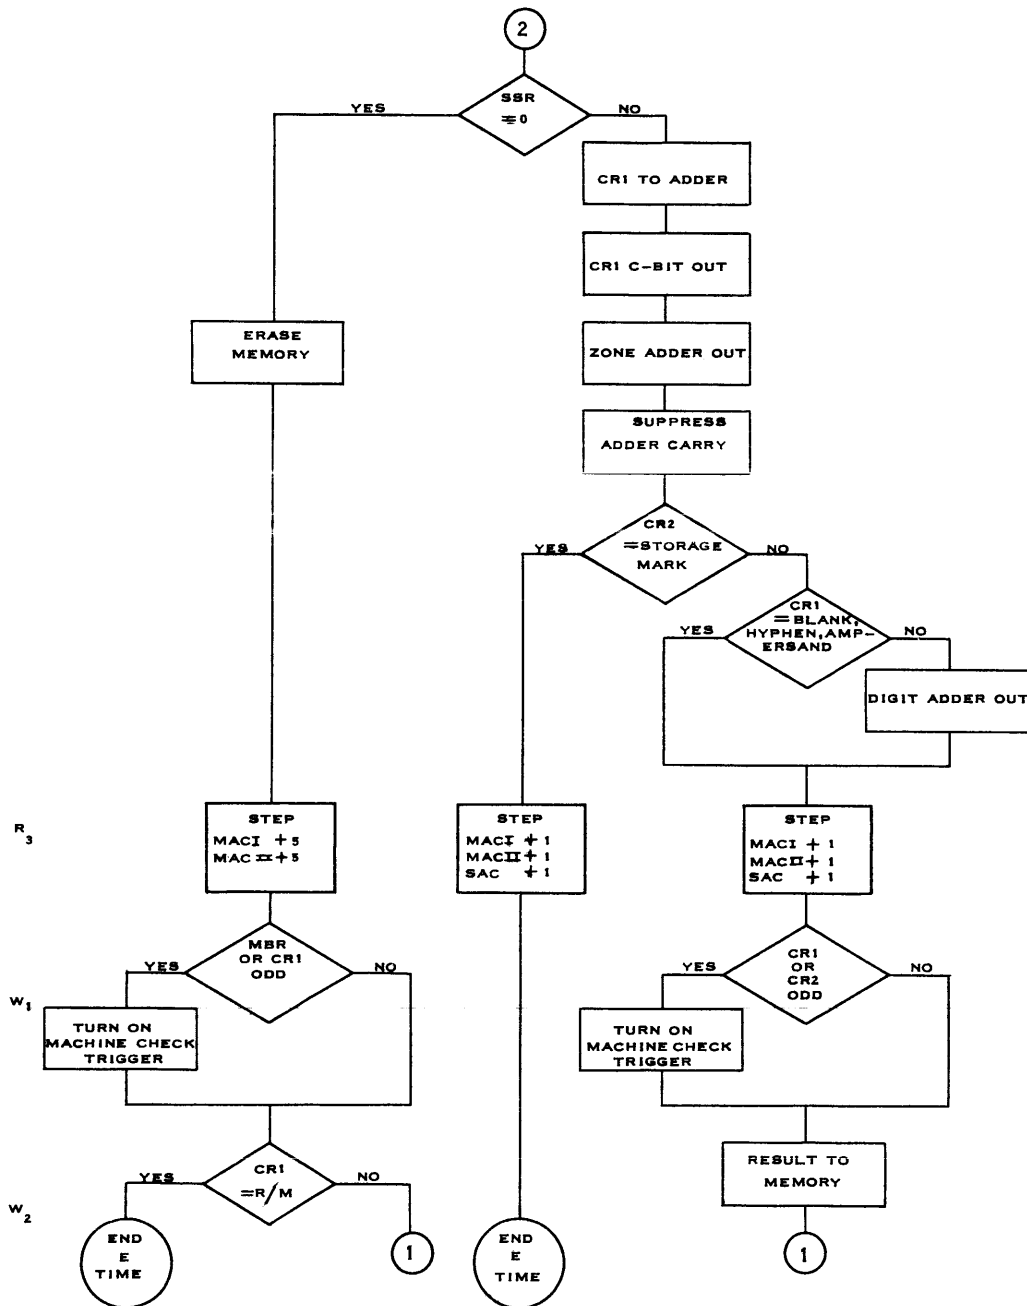 2
SSR
=0
YES
NO
CR1 TO ADDER
CR1 C-BIT OUT
ERASE
MEMORY
ZONE ADDER OUT
SUPPRESS
ADDER CARRY
CR2
=STORAGE
MARK
YES
NO
CR1
=BLANK,
HYPHEN, AMP-
ERSAND
YES
NO
DIGIT ADDER OUT
R3
STEP
MACI +5
MACII+5
STEP
MACI +1
MACII+1
SAC +1
STEP
MACI +1
MACII+1
SAC +1
MBR
OR CR1
ODD
YES
NO
CR1
OR
CR2
ODD
YES
NO
W1
TURN ON
MACHINE CHECK
TRIGGER
TURN ON
MACHINE CHECK
TRIGGER
CR1
=R/M
YES
NO
RESULT TO
MEMORY
W2
END
E
TIME
1
END
E
TIME
1